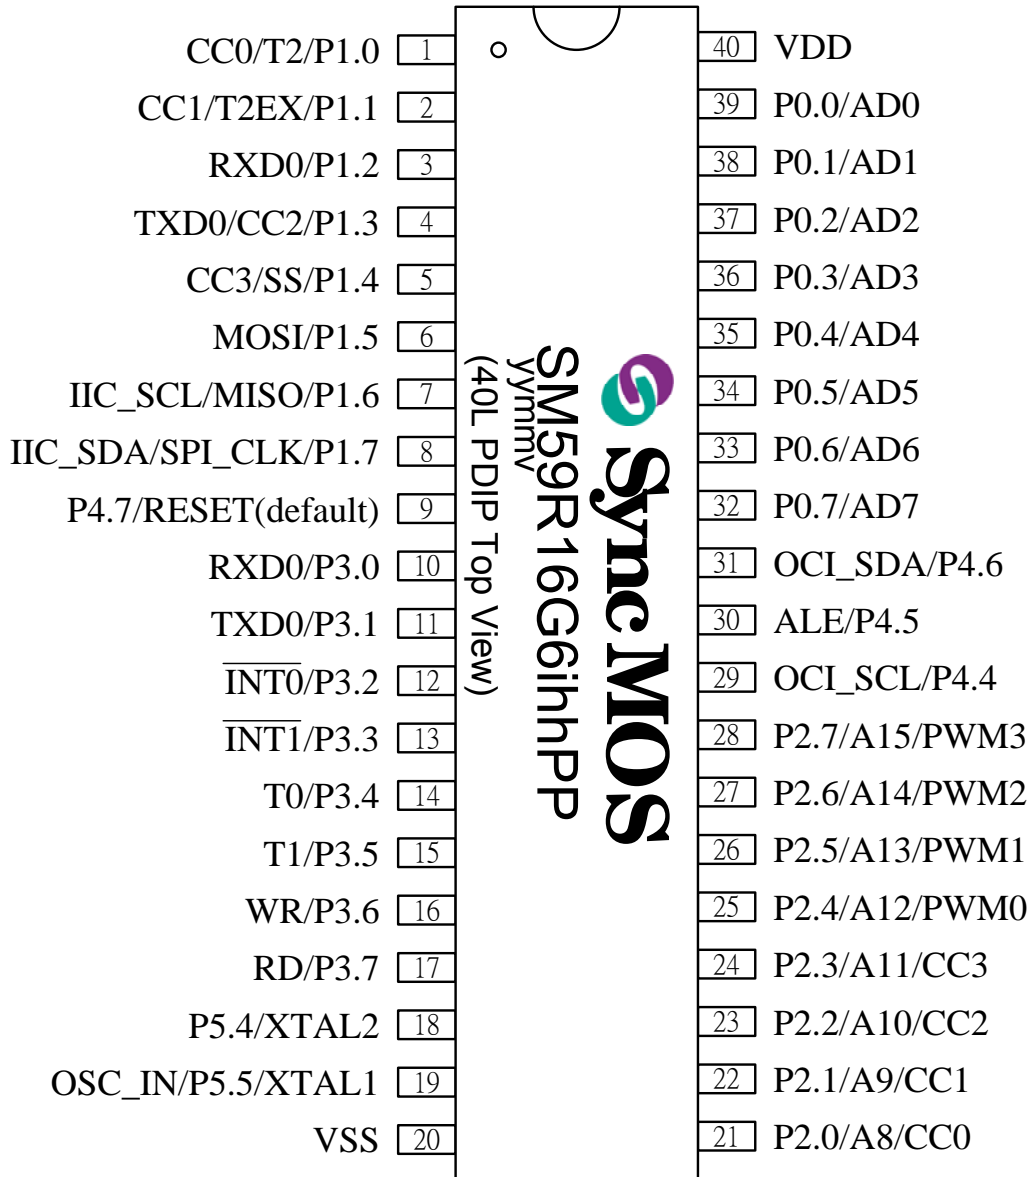 CC0/T2/P1.0 1
CC1/T2EX/P1.1 2
RXD0/P1.2 3
TXD0/CC2/P1.3 4
CC3/SS/P1.4 5
MOSI/P1.5 6
IIC_SCL/MISO/P1.6 7
IIC_SDA/SPI_CLK/P1.7 8
P4.7/RESET(default) 9
RXD0/P3.0 10
TXD0/P3.1 11
INT0/P3.2 12
INT1/P3.3 13
T0/P3.4 14
T1/P3.5 15
WR/P3.6 16
RD/P3.7 17
P5.4/XTAL2 18
OSC_IN/P5.5/XTAL1 19
VSS 20
SyncMOS
SM59R16G6ihhPP
yymmv
(40L PDIP Top View)
40 VDD
39 P0.0/AD0
38 P0.1/AD1
37 P0.2/AD2
36 P0.3/AD3
35 P0.4/AD4
34 P0.5/AD5
33 P0.6/AD6
32 P0.7/AD7
31 OCI_SDA/P4.6
30 ALE/P4.5
29 OCI_SCL/P4.4
28 P2.7/A15/PWM3
27 P2.6/A14/PWM2
26 P2.5/A13/PWM1
25 P2.4/A12/PWM0
24 P2.3/A11/CC3
23 P2.2/A10/CC2
22 P2.1/A9/CC1
21 P2.0/A8/CC0